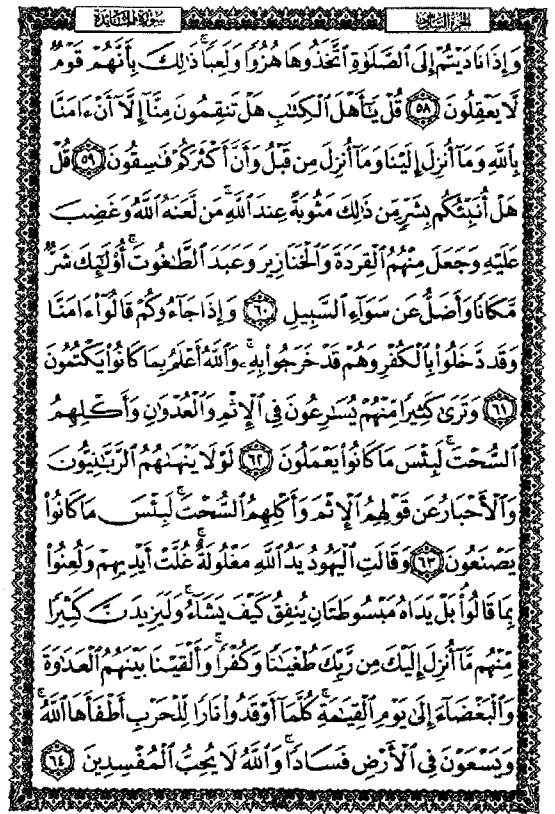 سورة المائدة
الجزء السادس
وَإِذَا نَادَيْتُمْ إِلَى ٱلصَّلَوٰةِ ٱتَّخَذُوهَا هُزُوًا وَلَعِبًا ۚ ذَٰلِكَ بِأَنَّهُمْ قَوْمٌ
لَّا يَعْقِلُونَ ٥٨ قُلْ يَٰٓأَهْلَ ٱلْكِتَٰبِ هَلْ تَنقِمُونَ مِنَّآ إِلَّآ أَنْ ءَامَنَّا
بِٱللَّهِ وَمَآ أُنزِلَ إِلَيْنَا وَمَآ أُنزِلَ مِن قَبْلُ وَأَنَّ أَكْثَرَكُمْ فَٰسِقُونَ ٥٩ قُلْ
هَلْ أُنَبِّئُكُم بِشَرٍّ مِّن ذَٰلِكَ مَثُوبَةً عِندَ ٱللَّهِ ۚ مَن لَّعَنَهُ ٱللَّهُ وَغَضِبَ
عَلَيْهِ وَجَعَلَ مِنْهُمُ ٱلْقِرَدَةَ وَٱلْخَنَازِيرَ وَعَبَدَ ٱلطَّٰغُوتَ ۚ أُو۟لَٰٓئِكَ شَرٌّ
مَّكَانًا وَأَضَلُّ عَن سَوَآءِ ٱلسَّبِيلِ ٦٠ وَإِذَا جَآءُوكُمْ قَالُوٓا۟ ءَامَنَّا
وَقَد دَّخَلُوا۟ بِٱلْكُفْرِ وَهُمْ قَدْ خَرَجُوا۟ بِهِۦ ۚ وَٱللَّهُ أَعْلَمُ بِمَا كَانُوا۟ يَكْتُمُونَ
٦١ وَتَرَىٰ كَثِيرًا مِّنْهُمْ يُسَٰرِعُونَ فِى ٱلْإِثْمِ وَٱلْعُدْوَٰنِ وَأَكْلِهِمُ
ٱلسُّحْتَ ۚ لَبِئْسَ مَا كَانُوا۟ يَعْمَلُونَ ٦٢ لَوْلَا يَنْهَىٰهُمُ ٱلرَّبَّٰنِيُّونَ
وَٱلْأَحْبَارُ عَن قَوْلِهِمُ ٱلْإِثْمَ وَأَكْلِهِمُ ٱلسُّحْتَ ۚ لَبِئْسَ مَا كَانُوا۟
يَصْنَعُونَ ٦٣ وَقَالَتِ ٱلْيَهُودُ يَدُ ٱللَّهِ مَغْلُولَةٌ ۚ غُلَّتْ أَيْدِيهِمْ وَلُعِنُوا۟
بِمَا قَالُوا۟ ۘ بَلْ يَدَاهُ مَبْسُوطَتَانِ يُنفِقُ كَيْفَ يَشَآءُ ۚ وَلَيَزِيدَنَّ كَثِيرًا
مِّنْهُم مَّآ أُنزِلَ إِلَيْكَ مِن رَّبِّكَ طُغْيَٰنًا وَكُفْرًا ۚ وَأَلْقَيْنَا بَيْنَهُمُ ٱلْعَدَٰوَةَ
وَٱلْبَغْضَآءَ إِلَىٰ يَوْمِ ٱلْقِيَٰمَةِ ۚ كُلَّمَآ أَوْقَدُوا۟ نَارًا لِّلْحَرْبِ أَطْفَأَهَا ٱللَّهُ ۚ
وَيَسْعَوْنَ فِى ٱلْأَرْضِ فَسَادًا ۚ وَٱللَّهُ لَا يُحِبُّ ٱلْمُفْسِدِينَ ٦٤